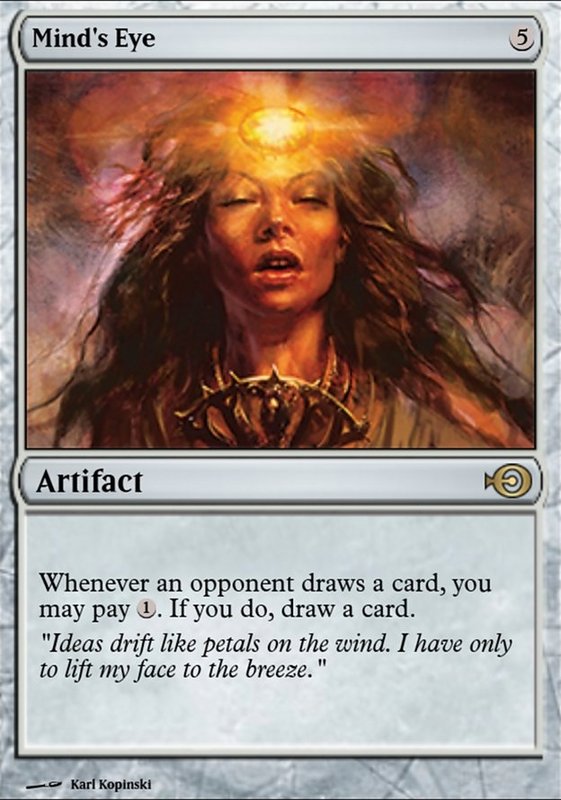 Mind's Eye 5
Artifact
Whenever an opponent draws a card, you
may pay 1. If you do, draw a card.
"Ideas drift like petals on the wind. I have only
to lift my face to the breeze."
Karl Kopinski